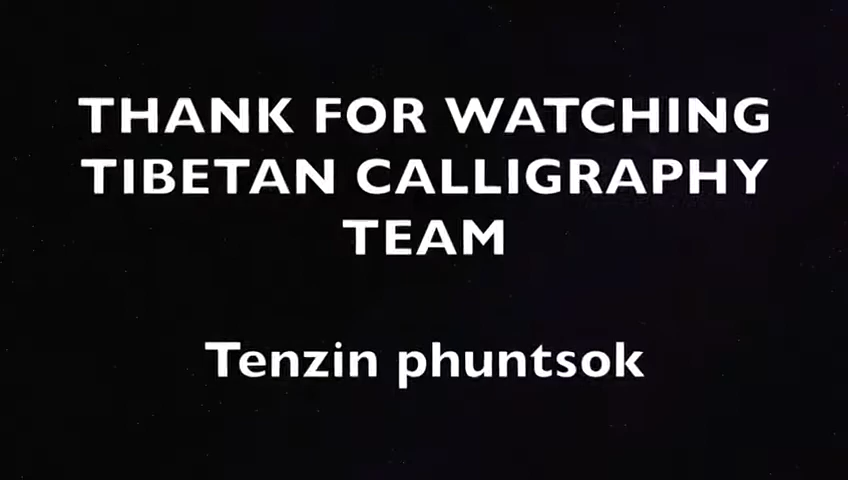 THANK FOR WATCHING
TIBETAN CALLIGRAPHY
TEAM
Tenzin phuntsok